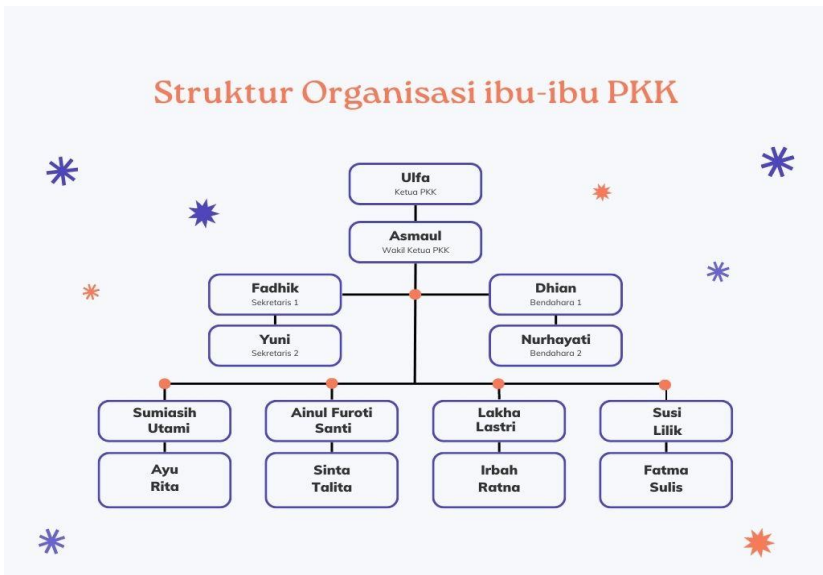 Struktur Organisasi ibu-ibu PKK
Ulfa
Ketua PKK
Asmaul
Wakil Ketua PKK
Fadhik
Sekretaris 1
Dhian
Bendahara 1
Yuni
Sekretaris 2
Nurhayati
Bendahara 2
Sumiasih
Utami
Ainul Furoti
Santi
Lakha
Lastri
Susi
Lilik
Ayu
Rita
Sinta
Talita
Irbah
Ratna
Fatma
Sulis